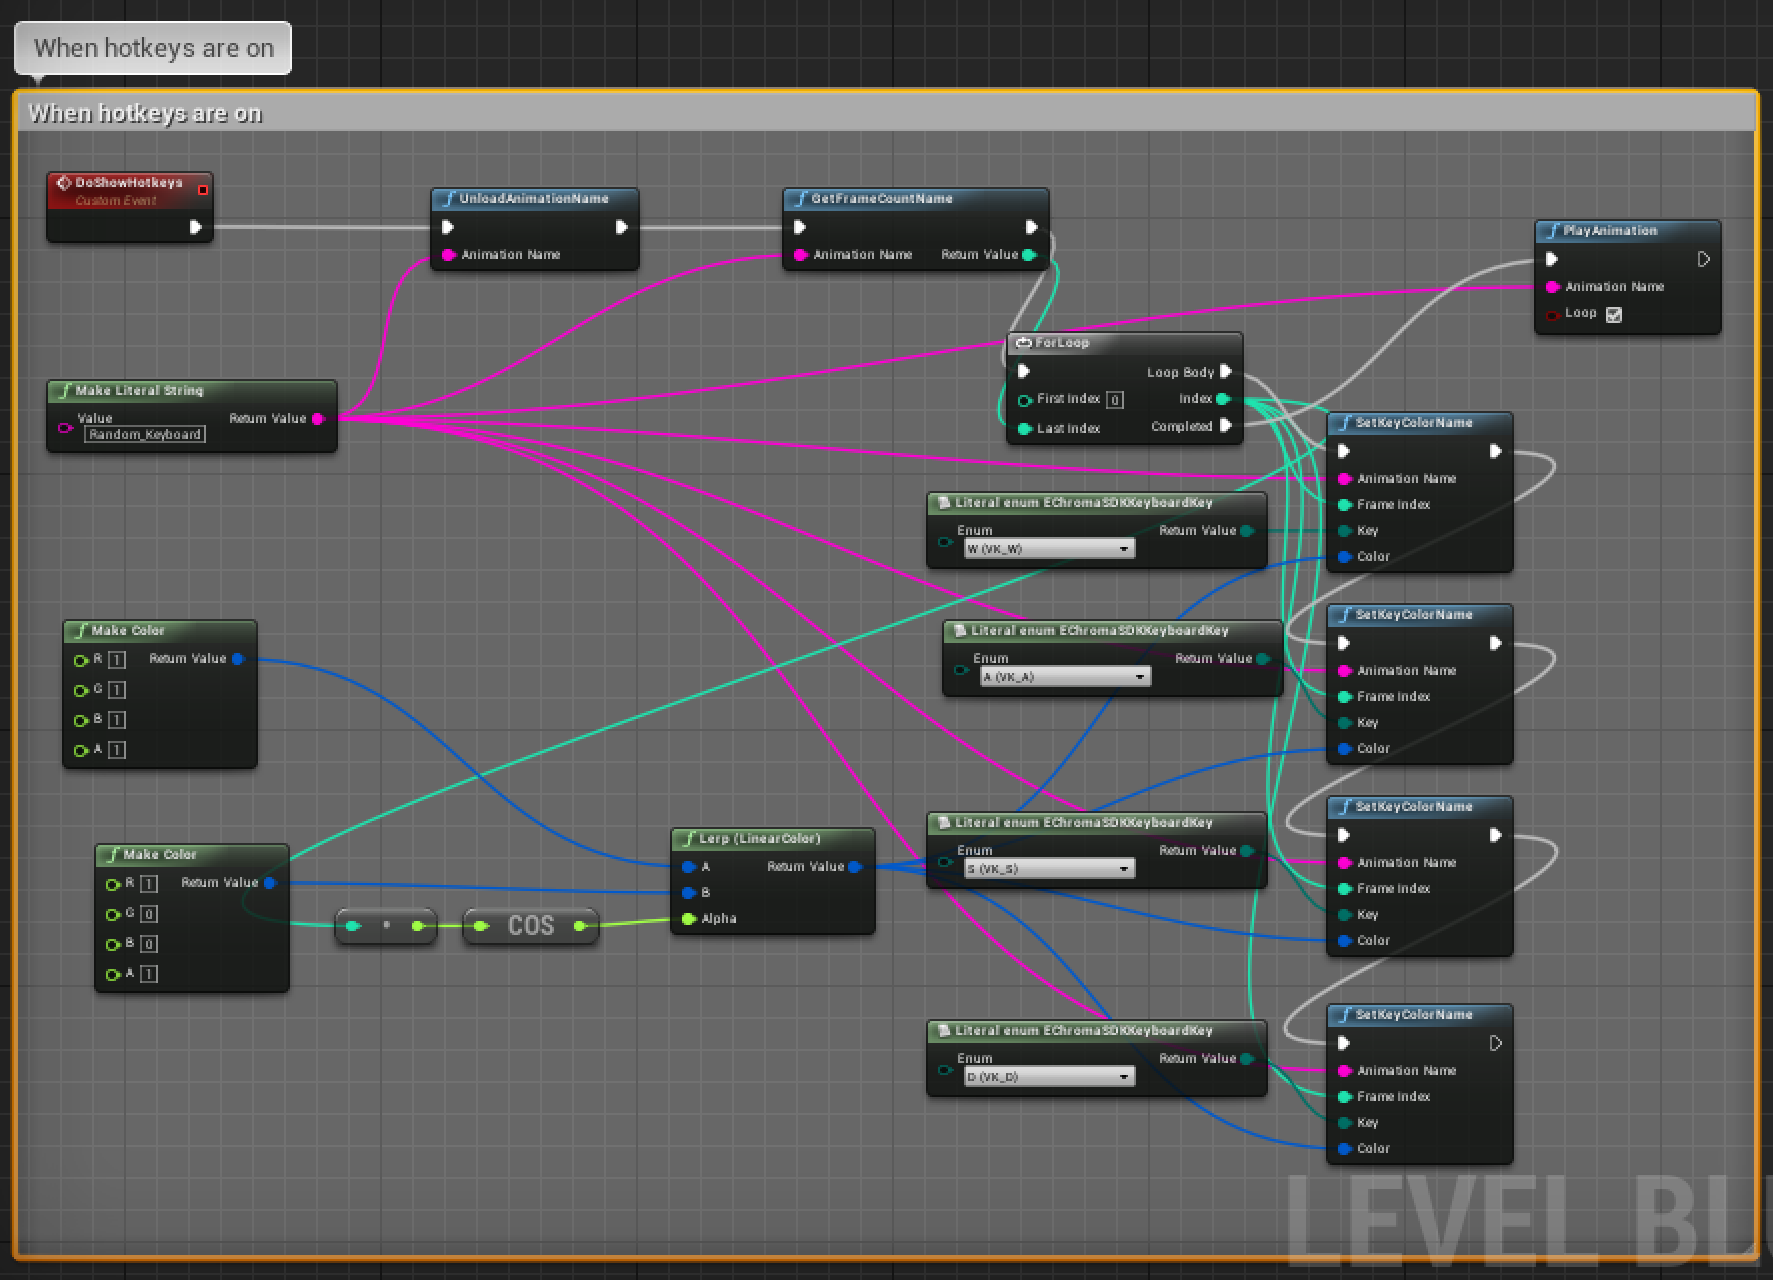 When hotkeys are on
When hotkeys are on
DoShowHotkeys
Custom Event
UnloadAnimationName
Animation Name
GetFrameCountName
Animation Name Return Value
PlayAnimation
Animation Name
Loop
ForLoop
Loop Body
First Index 0 Index
Last Index Completed
Make Literal String
Value Return Value
Random_Keyboard
SetKeyColorName
Animation Name
Frame Index
Key
Color
Literal enum EChromaSDKKeyboardKey
Enum Return Value
W (VK_W)
Literal enum EChromaSDKKeyboardKey
Enum Return Value
A (VK_A)
SetKeyColorName
Animation Name
Frame Index
Key
Color
Make Color
R 1 Return Value
G 1
B 1
A 1
Make Color
R 1 Return Value
G 0
B 0
A 1
COS
Lerp (LinearColor)
A Return Value
B
Alpha
Literal enum EChromaSDKKeyboardKey
Enum Return Value
S (VK_S)
SetKeyColorName
Animation Name
Frame Index
Key
Color
Literal enum EChromaSDKKeyboardKey
Enum Return Value
D (VK_D)
SetKeyColorName
Animation Name
Frame Index
Key
Color
LEVEL BL